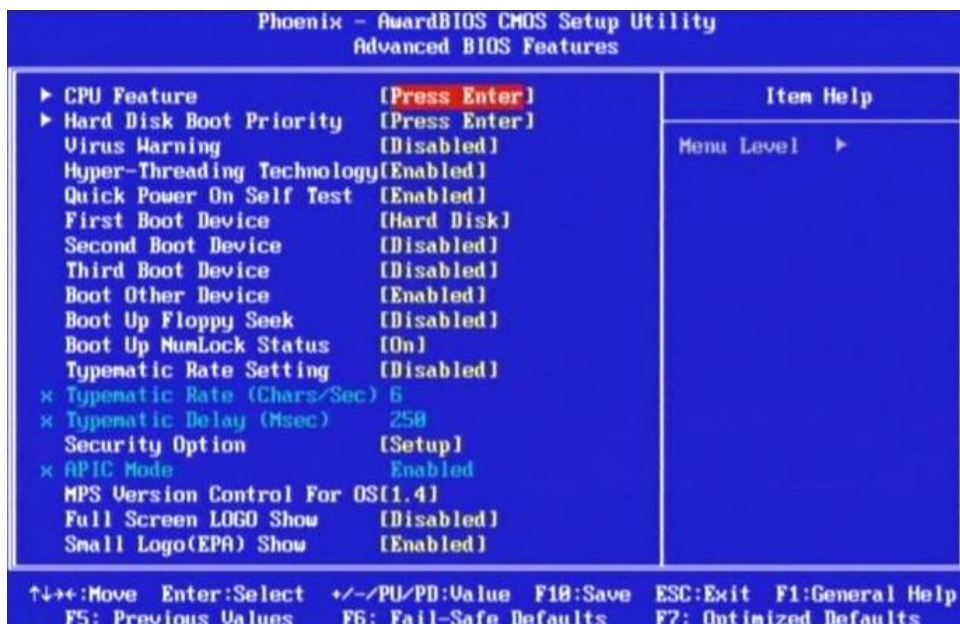 Phoenix - AwardBIOS CMOS Setup Utility
Advanced BIOS Features
► CPU Feature [Press Enter]
► Hard Disk Boot Priority [Press Enter]
Virus Warning [Disabled]
Hyper-Threading Technology[Enabled]
Quick Power On Self Test [Enabled]
First Boot Device [Hard Disk]
Second Boot Device [Disabled]
Third Boot Device [Disabled]
Boot Other Device [Enabled]
Boot Up Floppy Seek [Disabled]
Boot Up NumLock Status [On]
Typematic Rate Setting [Disabled]
x Typematic Rate (Chars/Sec) 6
x Typematic Delay (Msec) 250
Security Option [Setup]
x APIC Mode Enabled
MPS Version Control For OS[1.4]
Full Screen LOGO Show [Disabled]
Small Logo(EPA) Show [Enabled]
Item Help
Menu Level ►
↑↓→←:Move Enter:Select +/-/PU/PD:Value F10:Save ESC:Exit F1:General Help
F5: Previous Values F6: Fail-Safe Defaults F7: Optimized Defaults